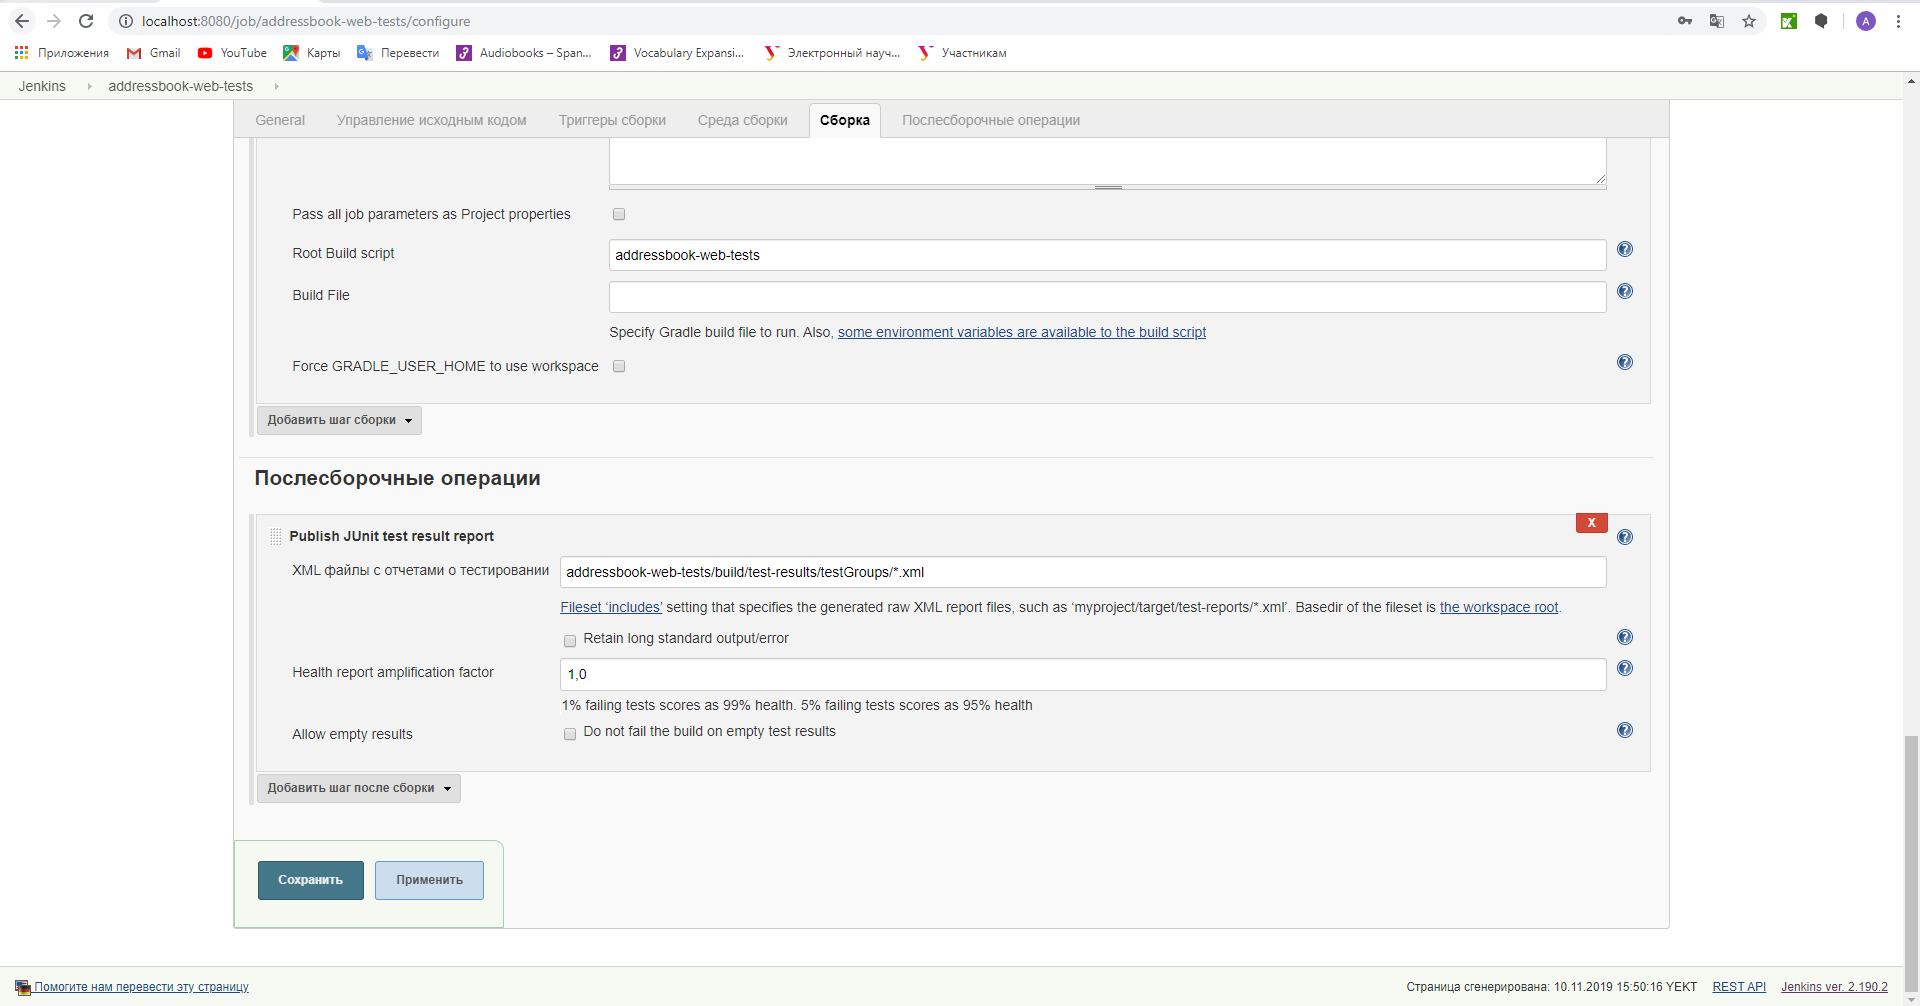 localhost:8080/job/addressbook-web-tests/configure
A
Приложения Gmail YouTube Карты Перевести Audiobooks – Span... Vocabulary Expansi... Электронный науч... Участникам
Jenkins addressbook-web-tests
General Управление исходным кодом Триггеры сборки Среда сборки Сборка Послесборочные операции
Pass all job parameters as Project properties
Root Build script addressbook-web-tests
Build File
Specify Gradle build file to run. Also, some environment variables are available to the build script
Force GRADLE_USER_HOME to use workspace
Добавить шаг сборки
Послесборочные операции
X
Publish JUnit test result report
XML файлы с отчетами о тестировании addressbook-web-tests/build/test-results/testGroups/*.xml
Fileset ‘includes’ setting that specifies the generated raw XML report files, such as ‘myproject/target/test-reports/*.xml’. Basedir of the fileset is the workspace root.
Retain long standard output/error
Health report amplification factor 1,0
1% failing tests scores as 99% health. 5% failing tests scores as 95% health
Allow empty results Do not fail the build on empty test results
Добавить шаг после сборки
Сохранить Применить
Помогите нам перевести эту страницу Страница сгенерирована: 10.11.2019 15:50:16 YEKT REST API Jenkins ver. 2.190.2